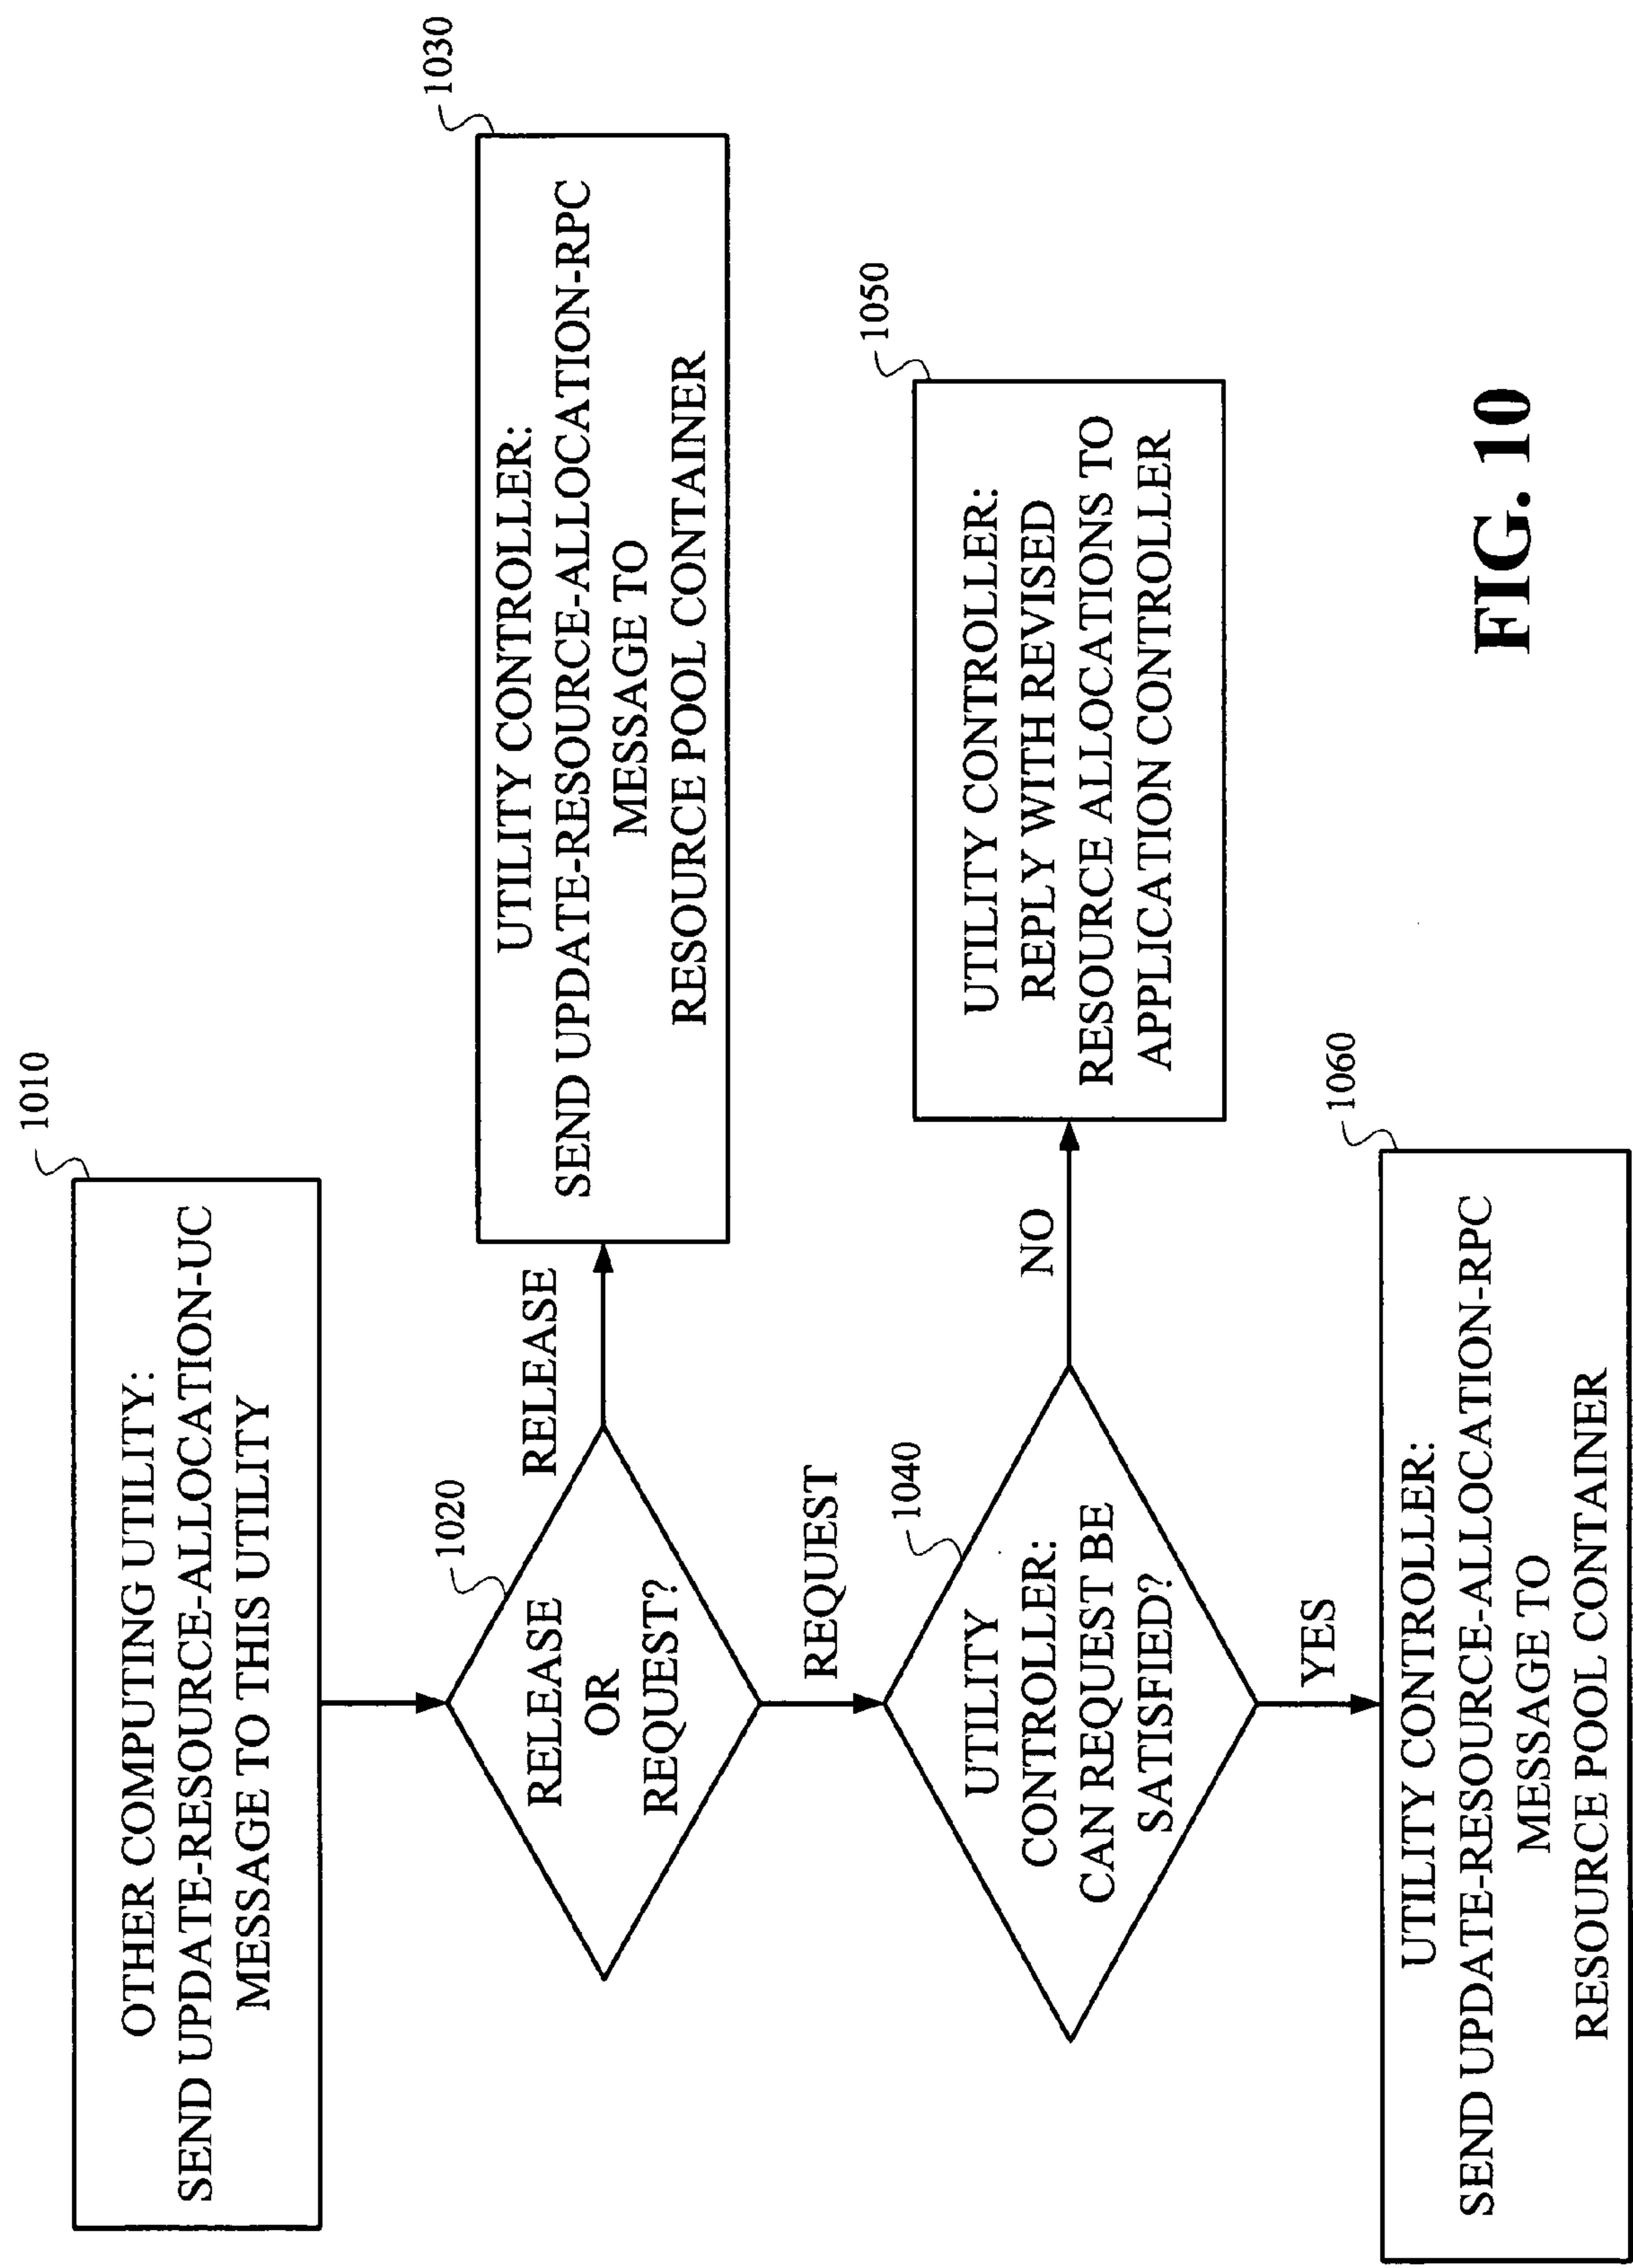 1010
OTHER COMPUTING UTILITY:
SEND UPDATE-RESOURCE-ALLOCATION-UC
MESSAGE TO THIS UTILITY
1020
RELEASE
OR
REQUEST?
RELEASE
1030
UTILITY CONTROLLER:
SEND UPDATE-RESOURCE-ALLOCATION-RPC
MESSAGE TO
RESOURCE POOL CONTAINER
REQUEST
1040
UTILITY
CONTROLLER:
CAN REQUEST BE
SATISFIED?
NO
1050
UTILITY CONTROLLER:
REPLY WITH REVISED
RESOURCE ALLOCATIONS TO
APPLICATION CONTROLLER
YES
1060
UTILITY CONTROLLER:
SEND UPDATE-RESOURCE-ALLOCATION-RPC
MESSAGE TO
RESOURCE POOL CONTAINER
FIG. 10